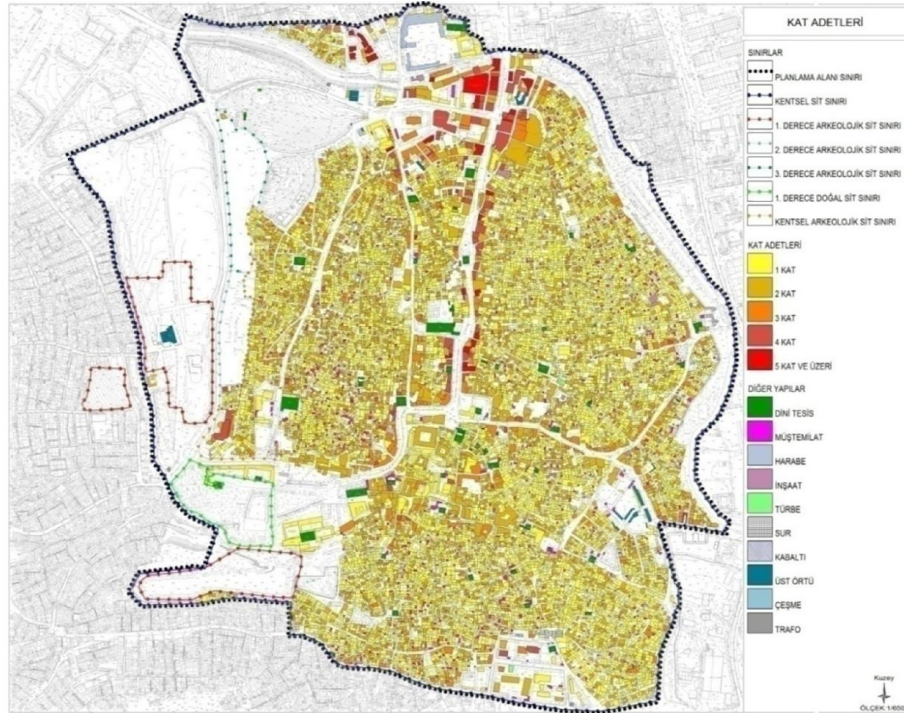 KAT ADETLERİ
SINIRLAR
PLANLAMA ALANI SINIRI
KENTSEL SİT SINIRI
1. DERECE ARKEOLOJİK SİT SINIRI
2. DERECE ARKEOLOJİK SİT SINIRI
3. DERECE ARKEOLOJİK SİT SINIRI
1. DERECE DOĞAL SİT SINIRI
KENTSEL ARKEOLOJİK SİT SINIRI
KAT ADETLERİ
1 KAT
2 KAT
3 KAT
4 KAT
5 KAT VE ÜZERİ
DİĞER YAPILAR
DİNİ TESİS
MÜŞTEMİLAT
HARABE
İNŞAAT
TÜRBE
SUR
KABALTI
ÜST ÖRTÜ
ÇEŞME
TRAFO
Kuzey
ÖLÇEK: